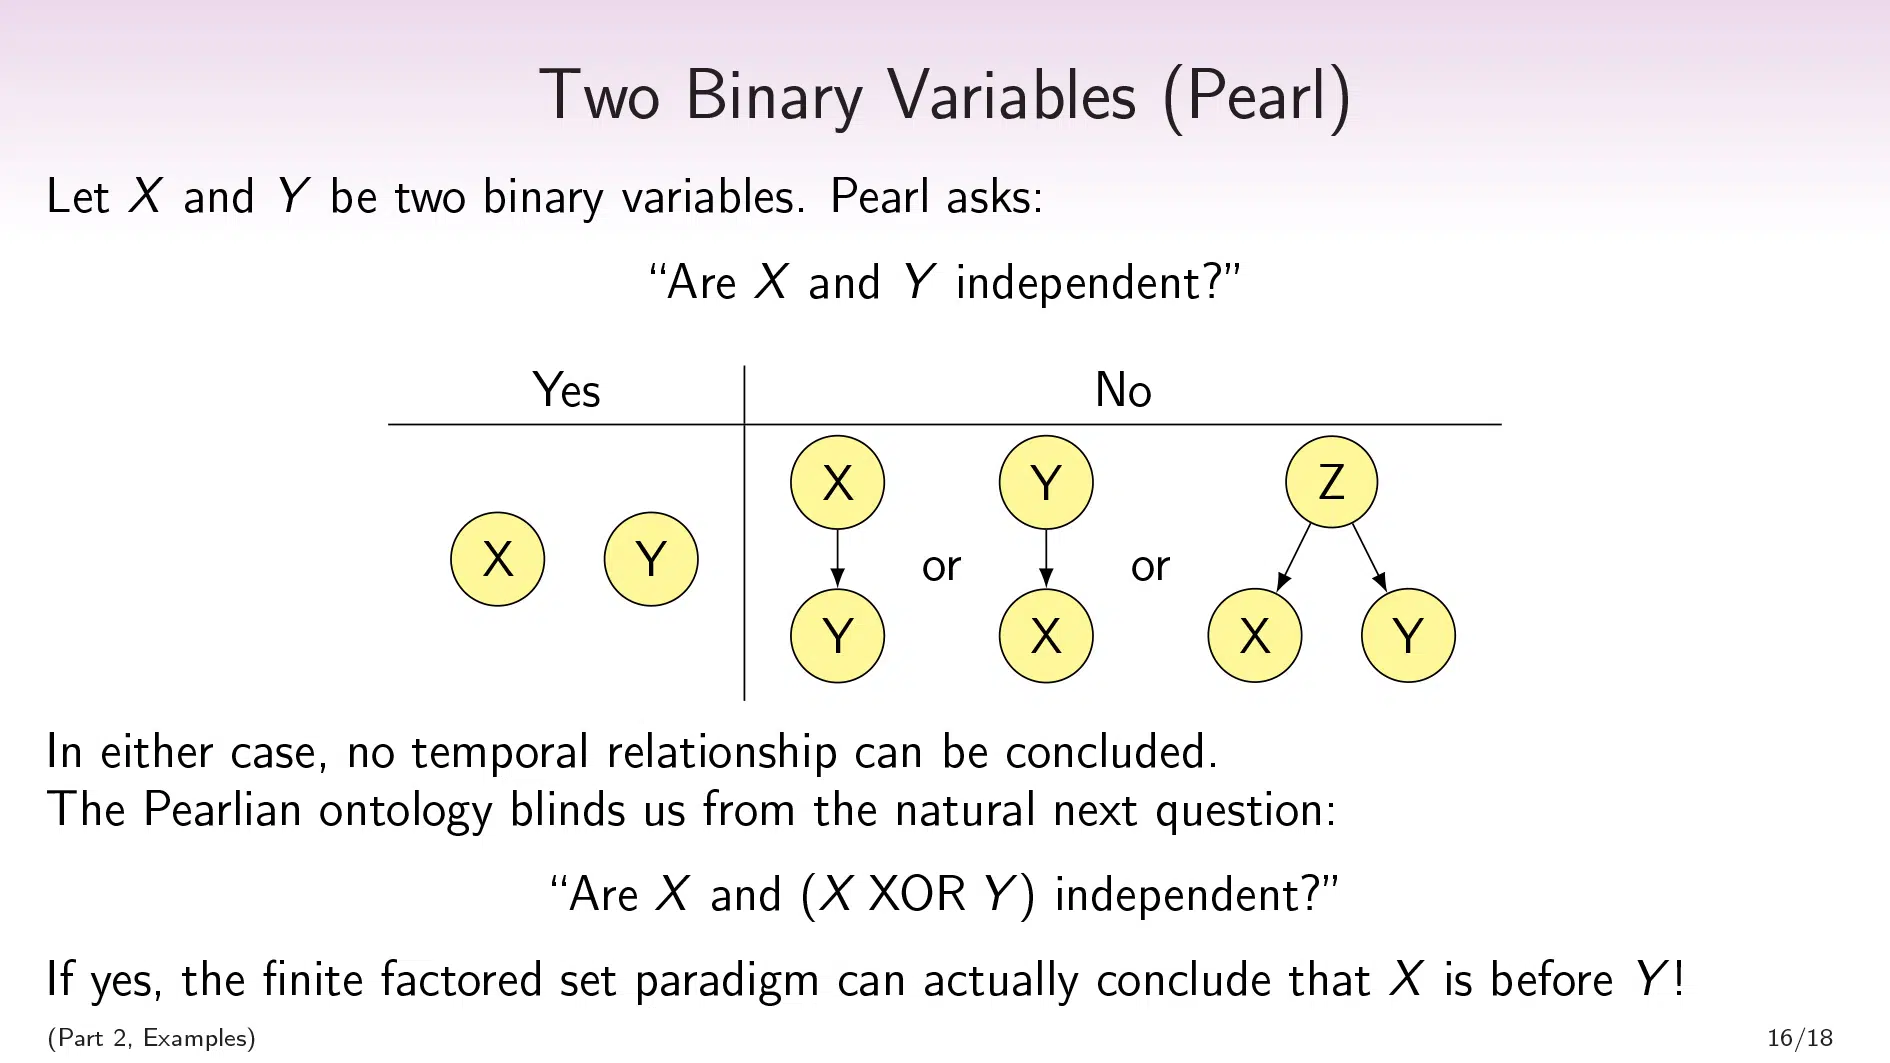 Two Binary Variables (Pearl)
Let X and Y be two binary variables. Pearl asks:
“Are X and Y independent?”
Yes No
X Y Z
X Y or or
Y X X Y
In either case, no temporal relationship can be concluded.
The Pearlian ontology blinds us from the natural next question:
“Are X and (X XOR Y) independent?”
If yes, the finite factored set paradigm can actually conclude that X is before Y!
(Part 2, Examples) 16/18